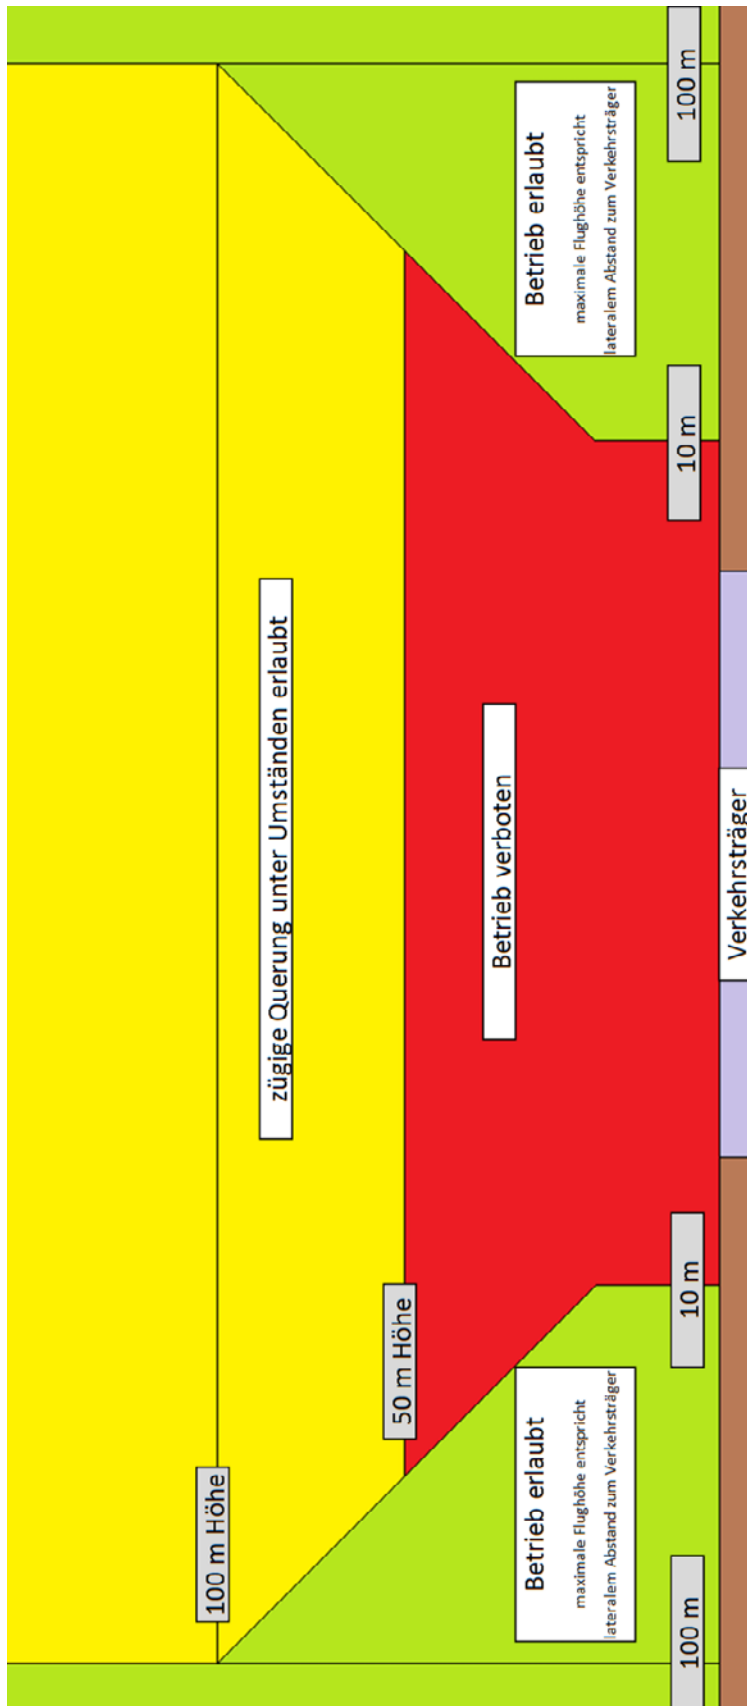 100 m Höhe
50 m Höhe
zügige Querung unter Umständen erlaubt
Betrieb verboten
Betrieb erlaubt
maximale Flughöhe entspricht
lateralem Abstand zum Verkehrsträger
Betrieb erlaubt
maximale Flughöhe entspricht
lateralem Abstand zum Verkehrsträger
100 m
10 m
10 m
100 m
Verkehrsträger